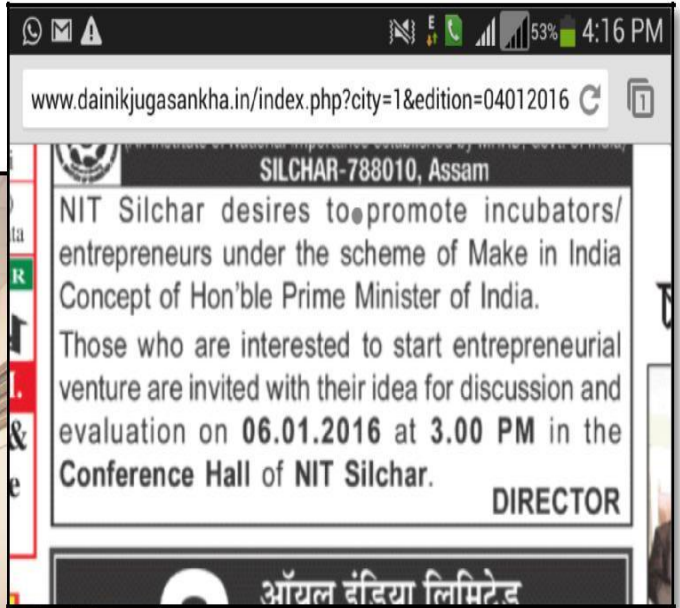 53% 4:16 PM
www.dainikjugasankha.in/index.php?city=1&edition=04012016
1
SILCHAR-788010, Assam
NIT Silchar desires to promote incubators/
entrepreneurs under the scheme of Make in India
Concept of Hon'ble Prime Minister of India.
Those who are interested to start entrepreneurial
venture are invited with their idea for discussion and
evaluation on 06.01.2016 at 3.00 PM in the
Conference Hall of NIT Silchar.
DIRECTOR
ऑयल इंडिया लिमिटेड
R
&
e